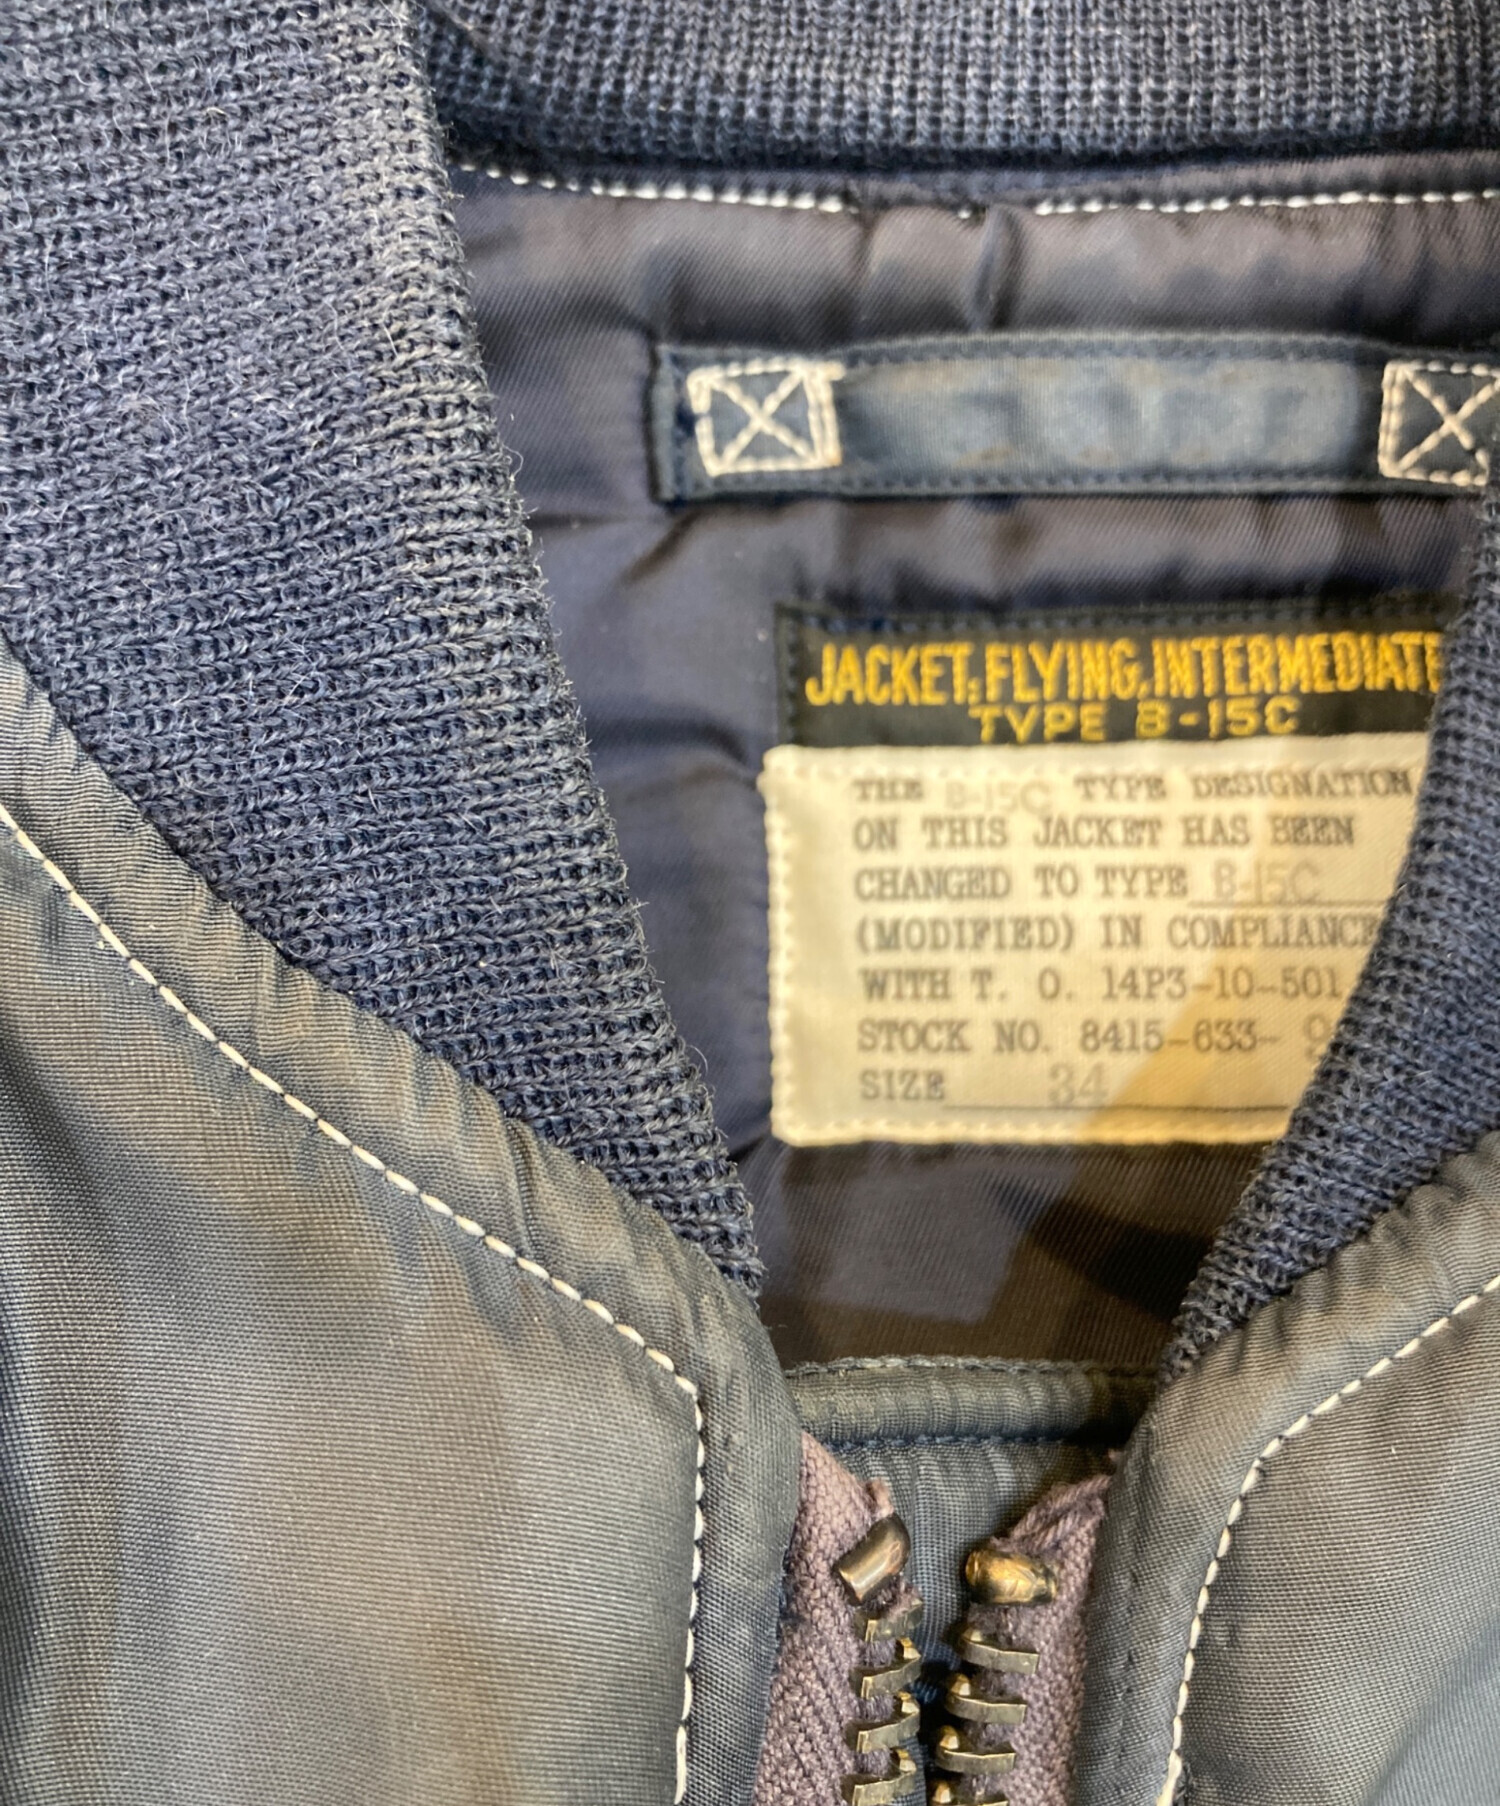 JACKET, FLYING, INTERMEDIATE
TYPE B-15C
THE B-15C TYPE DESIGNATION
ON THIS JACKET HAS BEEN
CHANGED TO TYPE B-15C
(MODIFIED) IN COMPLIANCE
WITH T. O. 14P3-10-501
STOCK NO. 8415-633-
SIZE 34